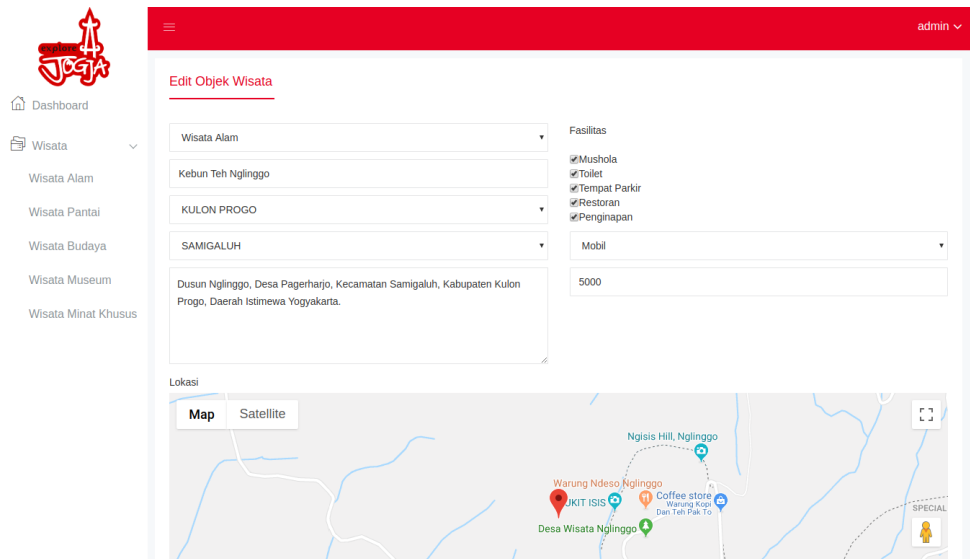 explore
JOGJA
admin
Dashboard
Wisata
Wisata Alam
Wisata Pantai
Wisata Budaya
Wisata Museum
Wisata Minat Khusus
Edit Objek Wisata
Wisata Alam
Kebun Teh Nglinggo
KULON PROGO
SAMIGALUH
Dusun Nglinggo, Desa Pagerharjo, Kecamatan Samigaluh, Kabupaten Kulon
Progo, Daerah Istimewa Yogyakarta.
Fasilitas
Mushola
Toilet
Tempat Parkir
Restoran
Penginapan
Mobil
5000
Lokasi
Map
Satellite
Ngisis Hill, Nglinggo
Warung Ndeso Nglinggo
UKIT ISIS
Coffee store
Warung Kopi
Dan Teh Pak To
Desa Wisata Nglinggo
SPECIAL